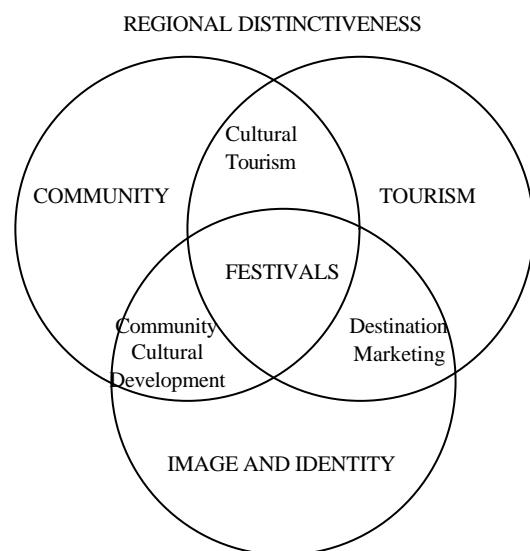 REGIONAL DISTINCTIVENESS
Cultural
Tourism
COMMUNITY
TOURISM
FESTIVALS
Community
Cultural
Development
Destination
Marketing
IMAGE AND IDENTITY